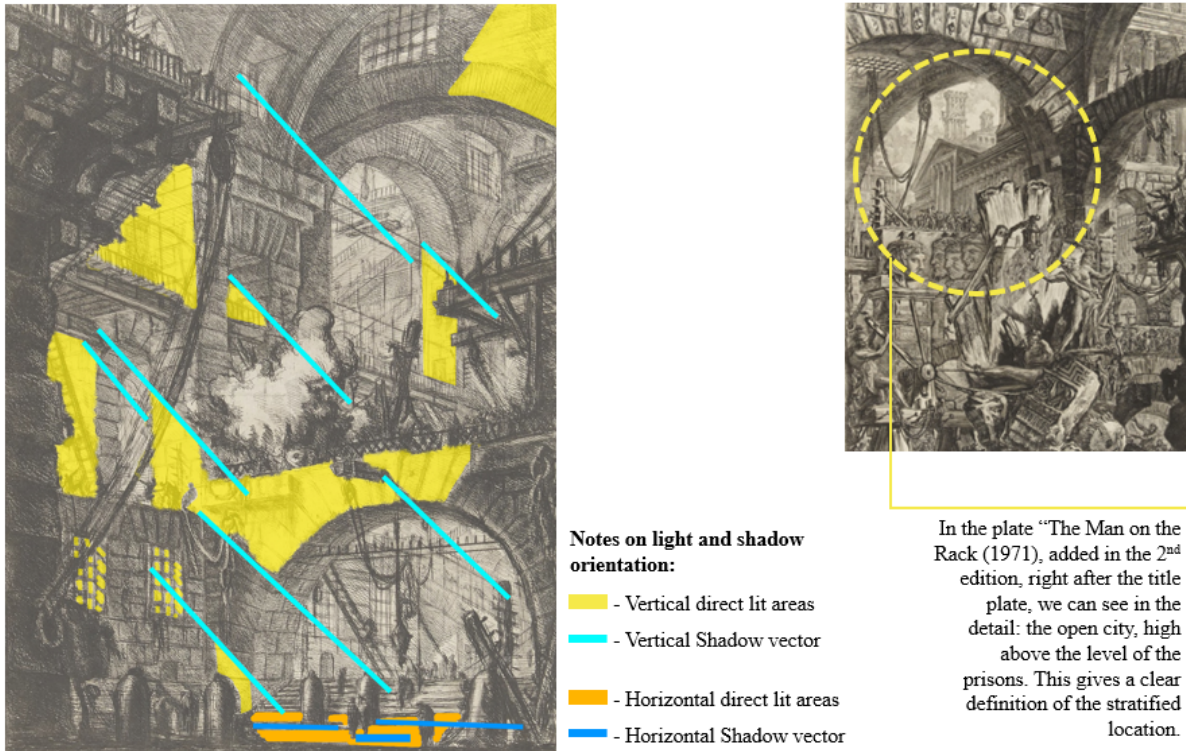 Notes on light and shadow
orientation:
- Vertical direct lit areas
- Vertical Shadow vector
- Horizontal direct lit areas
- Horizontal Shadow vector
In the plate “The Man on the
Rack (1971), added in the 2nd
edition, right after the title
plate, we can see in the
detail: the open city, high
above the level of the
prisons. This gives a clear
definition of the stratified
location.